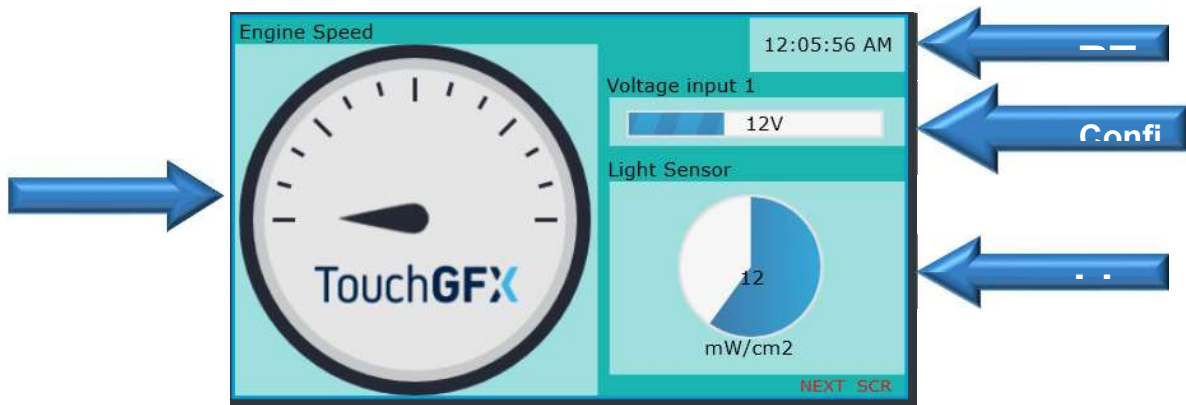 Engine Speed
12:05:56 AM
Voltage input 1
12V
Light Sensor
12
mW/cm2
TouchGFX
NEXT SCR